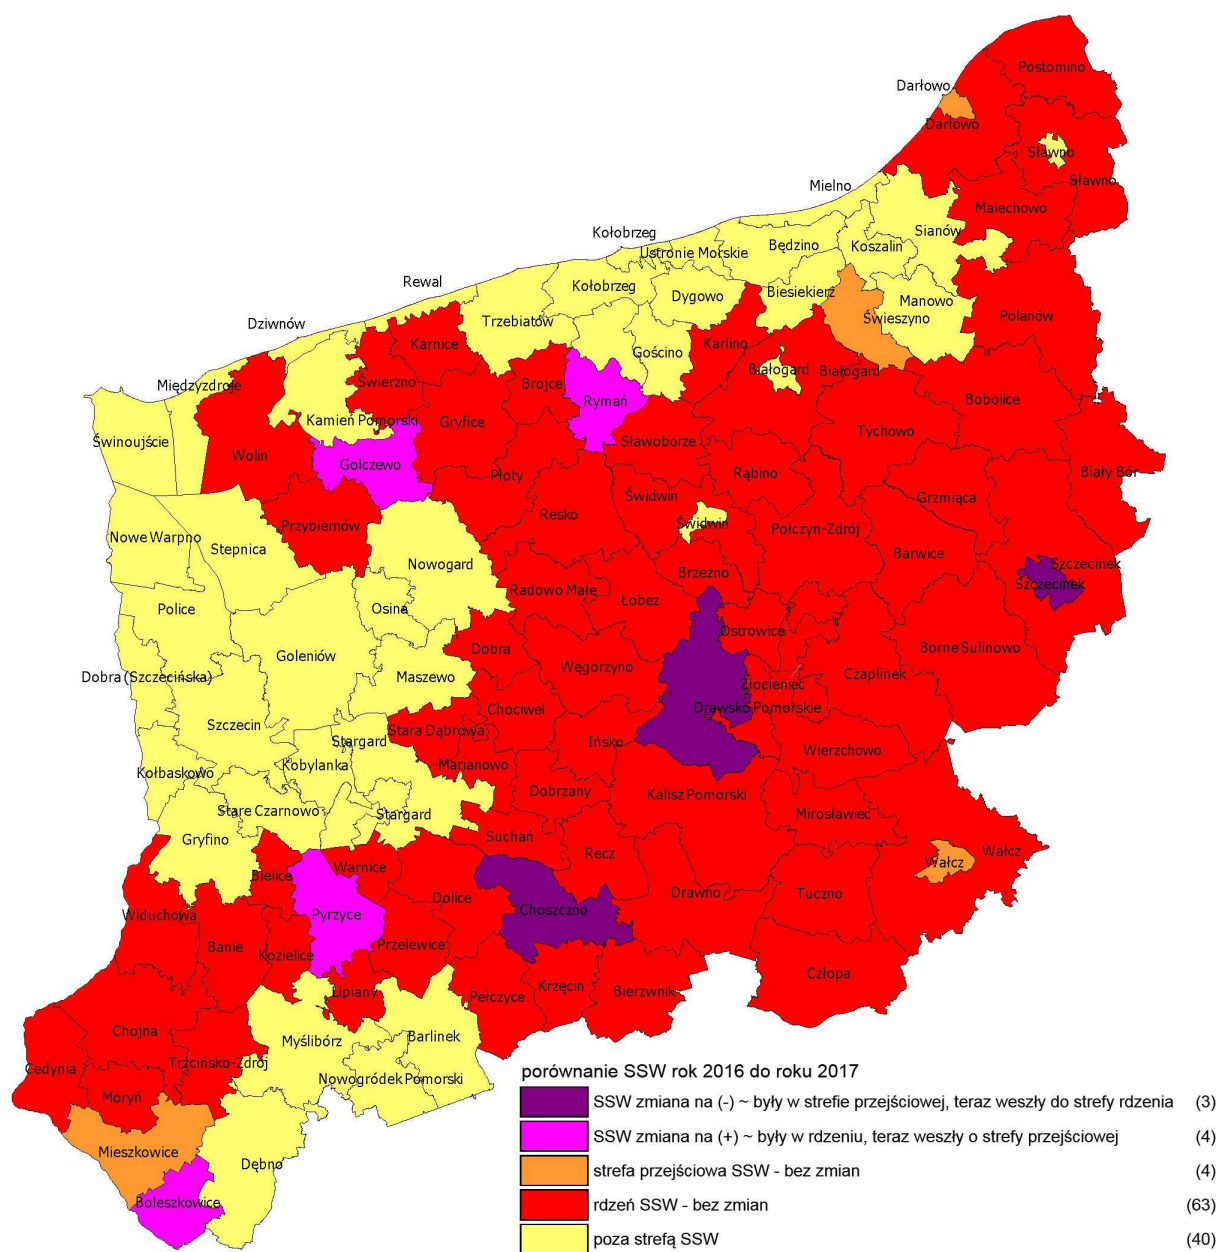 Postomino
Darłowo
Darłowo
Sławno
Sławno
Mielno
Malechowo
Kołobrzeg
Sianów
Ustronie Morskie
Będzino
Koszalin
Rewal
Kołobrzeg
Dygowo
Biesiekierz
Manowo
Świeszyno
Polanów
Dziwnów
Trzebiatów
Karnice
Gościno
Karlino
Białogard
Białogard
Międzyzdroje
Świerzno
Brojce
Rymań
Bobolice
Kamień Pomorski
Gryfice
Świnoujście
Sławoborze
Tychowo
Wolin
Golczewo
Płoty
Rąbino
Biały Bór
Świdwin
Grzmiąca
Resko
Przybiernów
Świdwin
Połczyn-Zdrój
Nowe Warpno
Stepnica
Barwice
Nowogard
Brzeżno
Szczecinek
Szczecinek
Radowo Małe
Łobez
Police
Osina
Ostrowice
Goleniów
Dobra
Węgorzyno
Borne Sulinowo
Dobra (Szczecińska)
Maszewo
Złocieniec
Czaplinek
Chociwel
Drawsko Pomorskie
Szczecin
Stara Dąbrowa
Stargard
Ińsko
Wierzchowo
Kołbaskowo
Kobylanka
Marianowo
Dobrzany
Kalisz Pomorski
Stare Czarnowo
Stargard
Mirosławiec
Gryfino
Suchań
Recz
Wałcz
Wałcz
Bielice
Warnice
Dolice
Drawno
Tuczno
Widuchowa
Pyrzyce
Choszczno
Banie
Kozielice
Przelewice
Człopa
Lipiany
Pełczyce
Krzęcin
Bierzwnik
Chojna
Myślibórz
Barlinek
Cedynia
Trzcińsko-Zdrój
Nowogródek Pomorski
Moryń
Mieszkowice
Dębno
Boleszkowice
porównanie SSW rok 2016 do roku 2017
SSW zmiana na (-) ~ były w strefie przejściowej, teraz weszły do strefy rdzenia (3)
SSW zmiana na (+) ~ były w rdzeniu, teraz weszły o strefy przejściowej (4)
strefa przejściowa SSW - bez zmian (4)
rdzeń SSW - bez zmian (63)
poza strefą SSW (40)